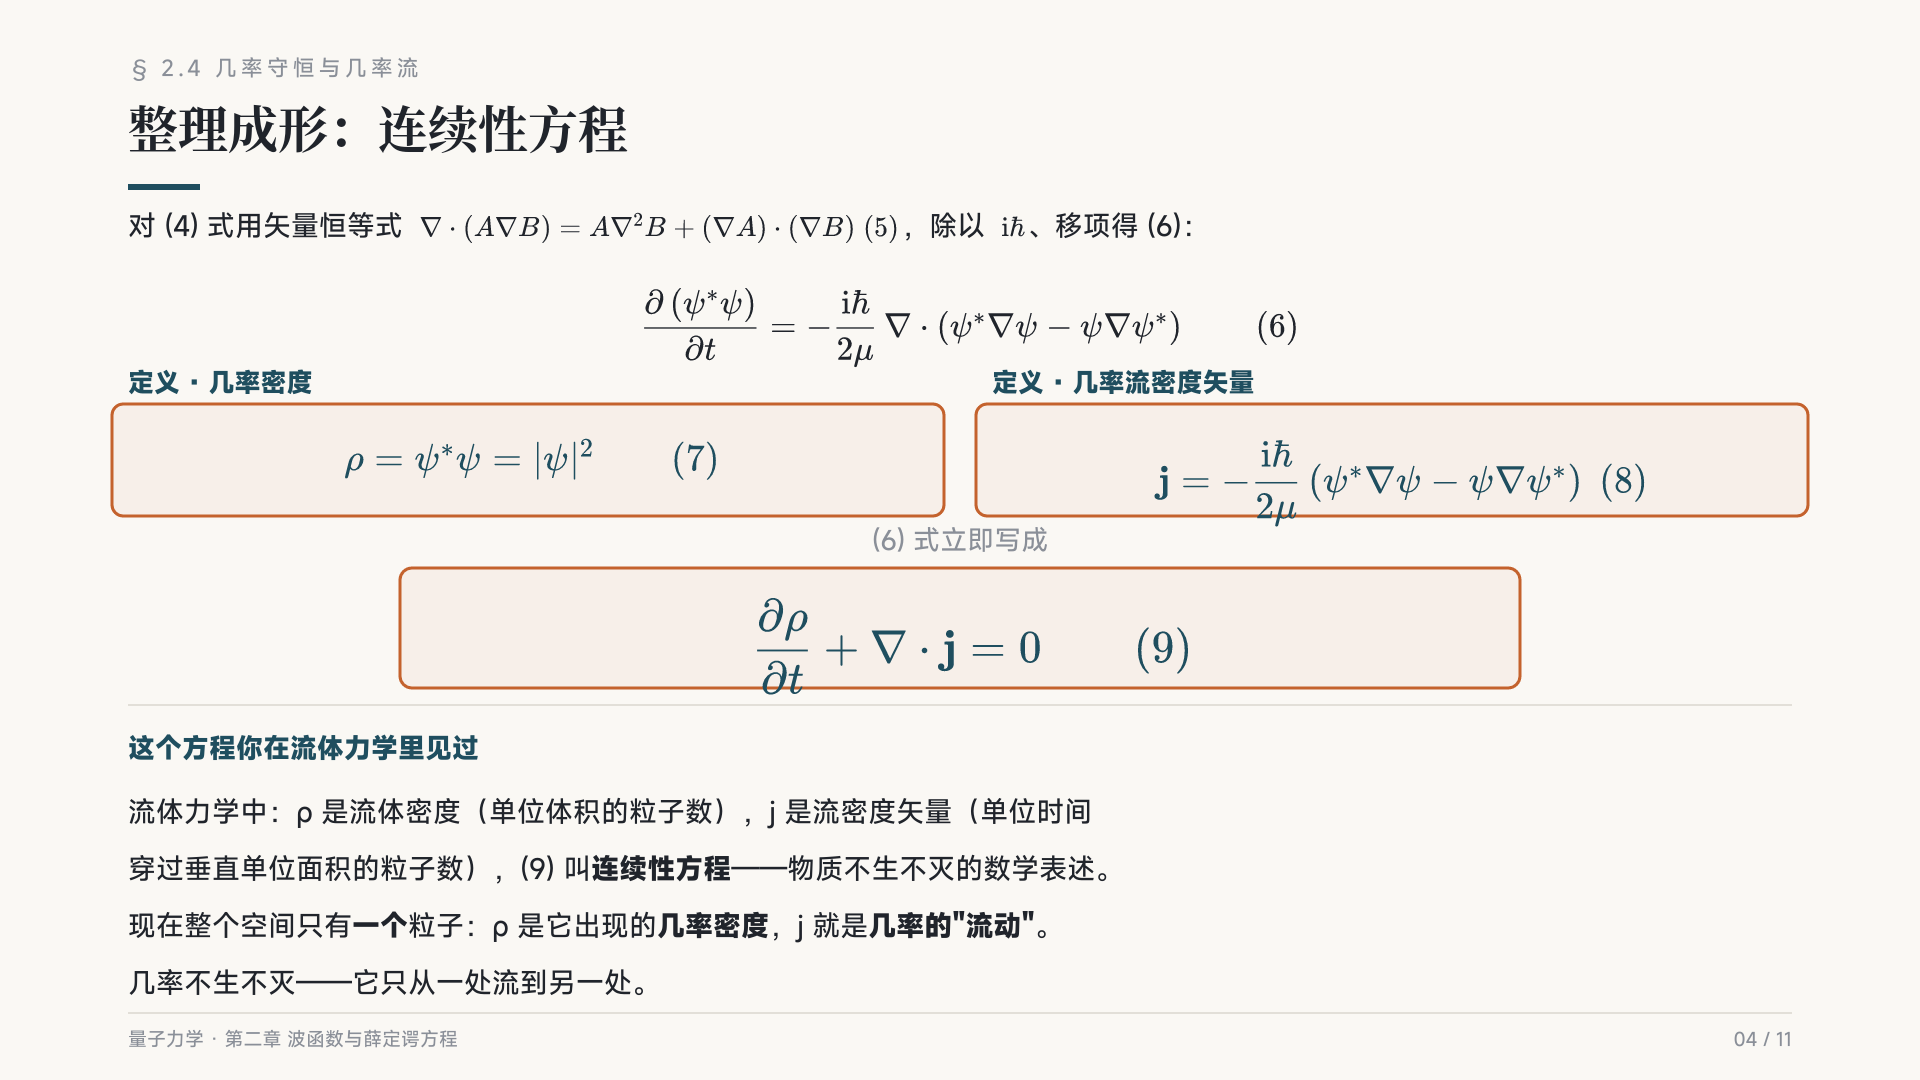 § 2.4 几率守恒与几率流
整理成形：连续性方程
对 (4) 式用矢量恒等式 ∇ · (A∇B) = A∇²B + (∇A) · (∇B) (5)，除以 iħ、移项得 (6)：
∂(ψ*ψ)/∂t = −iħ/2μ ∇ · (ψ*∇ψ − ψ∇ψ*) (6)
定义 · 几率密度
ρ = ψ*ψ = |ψ|² (7)
定义 · 几率流密度矢量
j = −iħ/2μ (ψ*∇ψ − ψ∇ψ*) (8)
(6) 式立即写成
∂ρ/∂t + ∇ · j = 0 (9)
这个方程你在流体力学里见过
流体力学中：ρ 是流体密度（单位体积的粒子数），j 是流密度矢量（单位时间
穿过垂直单位面积的粒子数），(9) 叫连续性方程——物质不生不灭的数学表述。
现在整个空间只有一个粒子：ρ 是它出现的几率密度，j 就是几率的"流动"。
几率不生不灭——它只从一处流到另一处。
量子力学 · 第二章 波函数与薛定谔方程
04 / 11